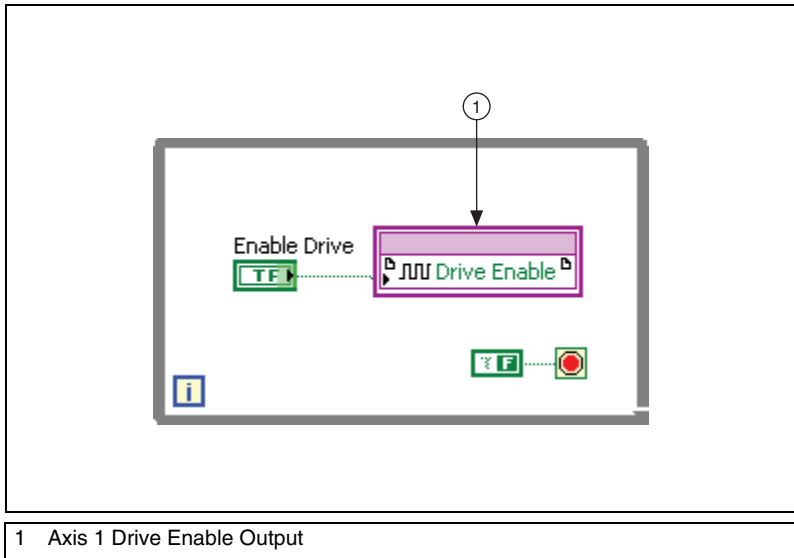 1
Enable Drive
TF
Drive Enable
F
i
1 Axis 1 Drive Enable Output